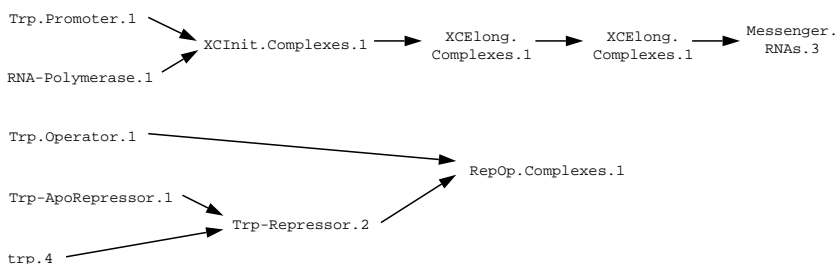 Trp.Promoter.1
XCInit.Complexes.1
XCElong.
Complexes.1
XCElong.
Complexes.1
Messenger.
RNAs.3
RNA-Polymerase.1
Trp.Operator.1
RepOp.Complexes.1
Trp-ApoRepressor.1
Trp-Repressor.2
trp.4